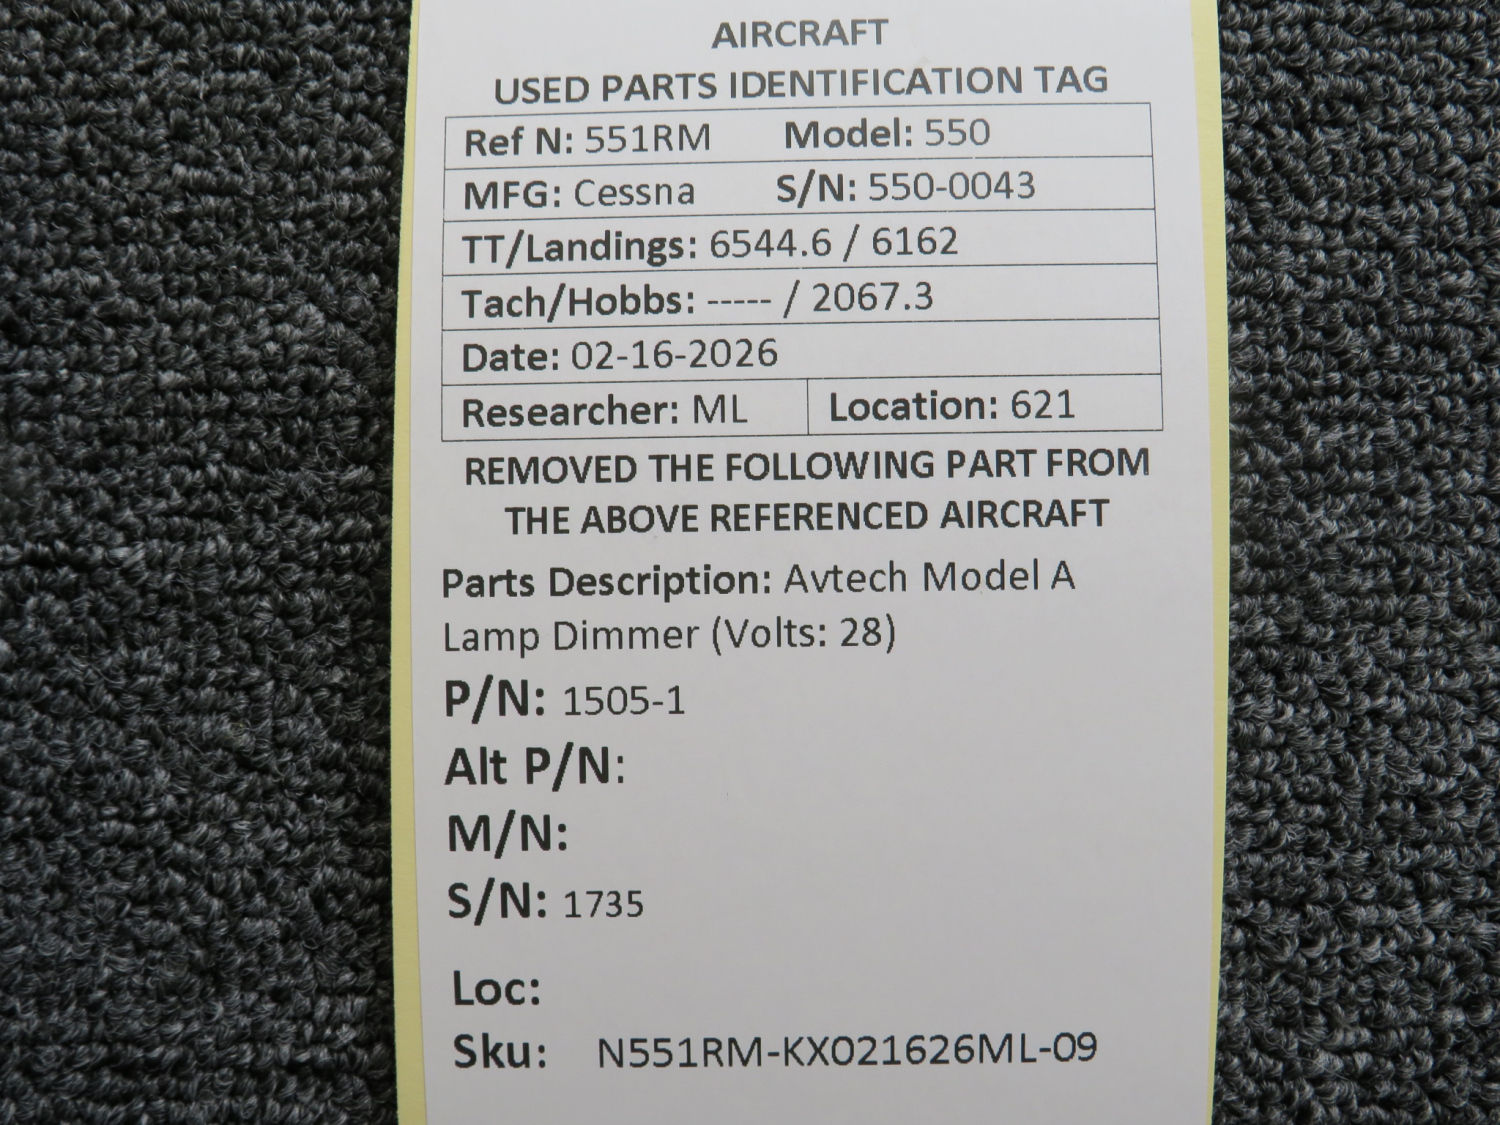 AIRCRAFT
USED PARTS IDENTIFICATION TAG
Ref N: 551RM Model: 550
MFG: Cessna S/N: 550-0043
TT/Landings: 6544.6 / 6162
Tach/Hobbs: ----- / 2067.3
Date: 02-16-2026
Researcher: ML Location: 621
REMOVED THE FOLLOWING PART FROM
THE ABOVE REFERENCED AIRCRAFT
Parts Description: Avtech Model A
Lamp Dimmer (Volts: 28)
P/N: 1505-1
Alt P/N:
M/N:
S/N: 1735
Loc:
Sku: N551RM-KX021626ML-09